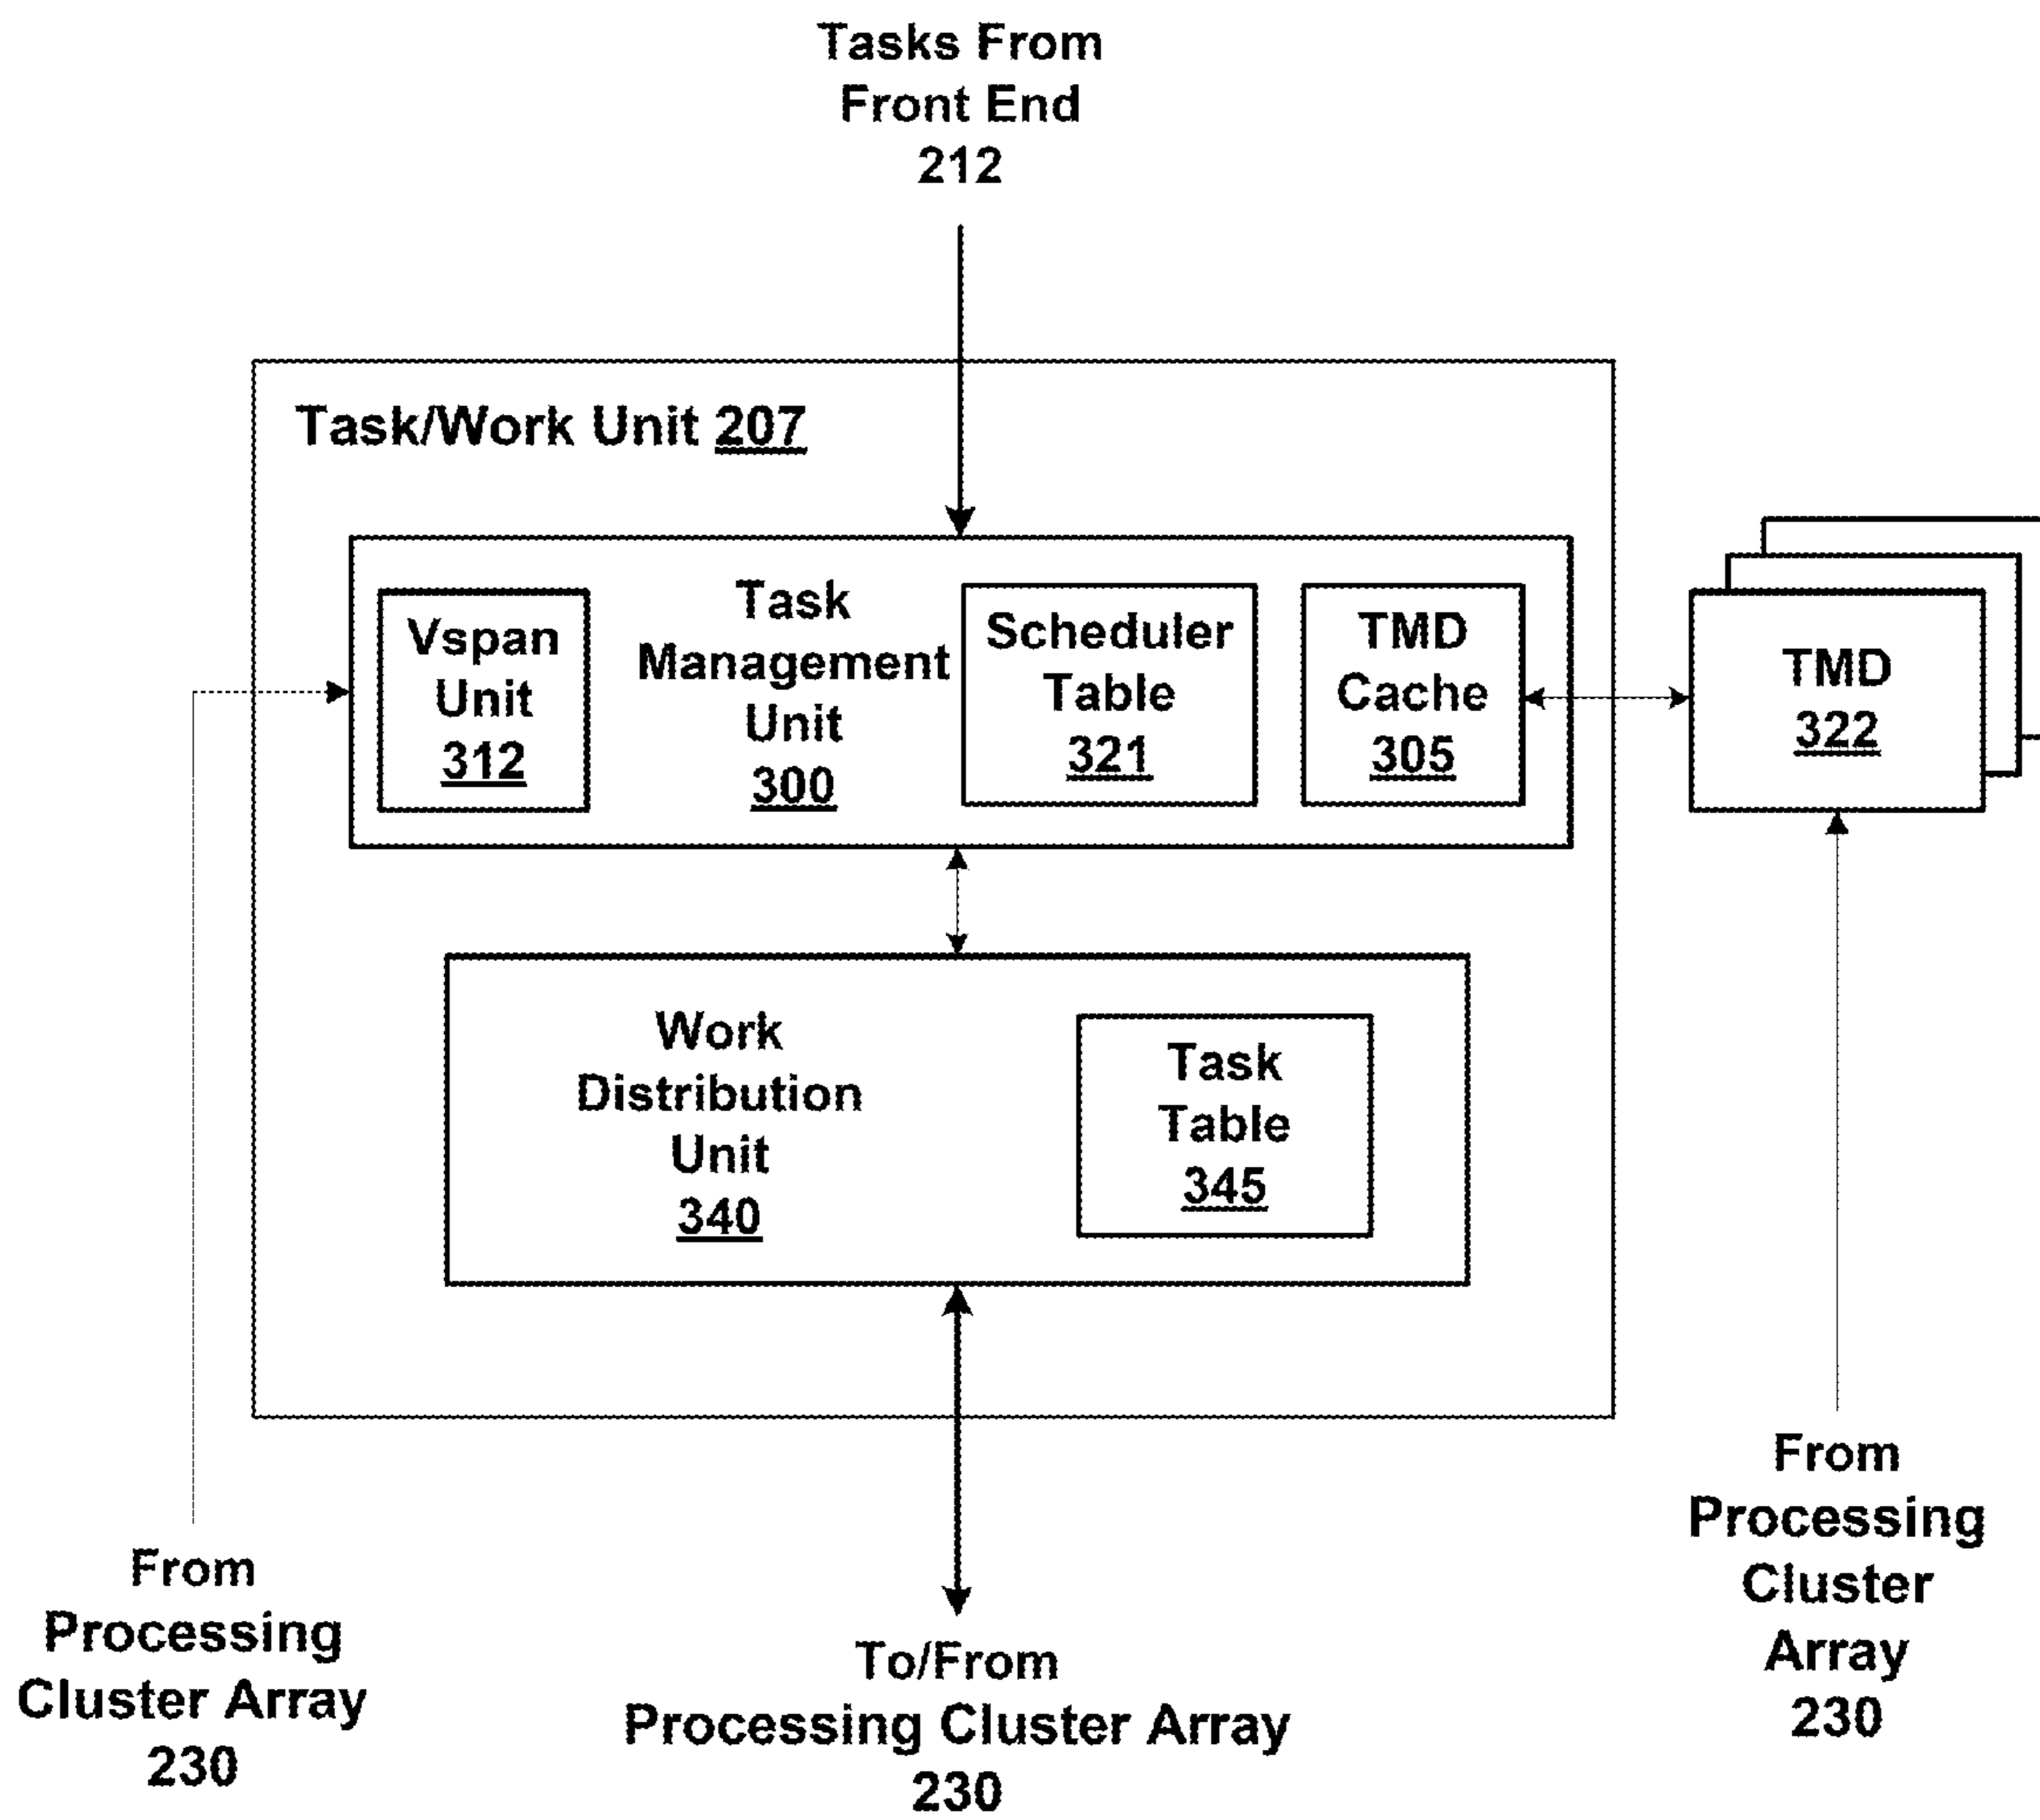 Tasks From
Front End
212
Task/Work Unit 207
Vspan
Unit
312
Task
Management
Unit
300
Scheduler
Table
321
TMD
Cache
305
TMD
322
Work
Distribution
Unit
340
Task
Table
345
From
Processing
Cluster Array
230
To/From
Processing Cluster Array
230
From
Processing
Cluster
Array
230